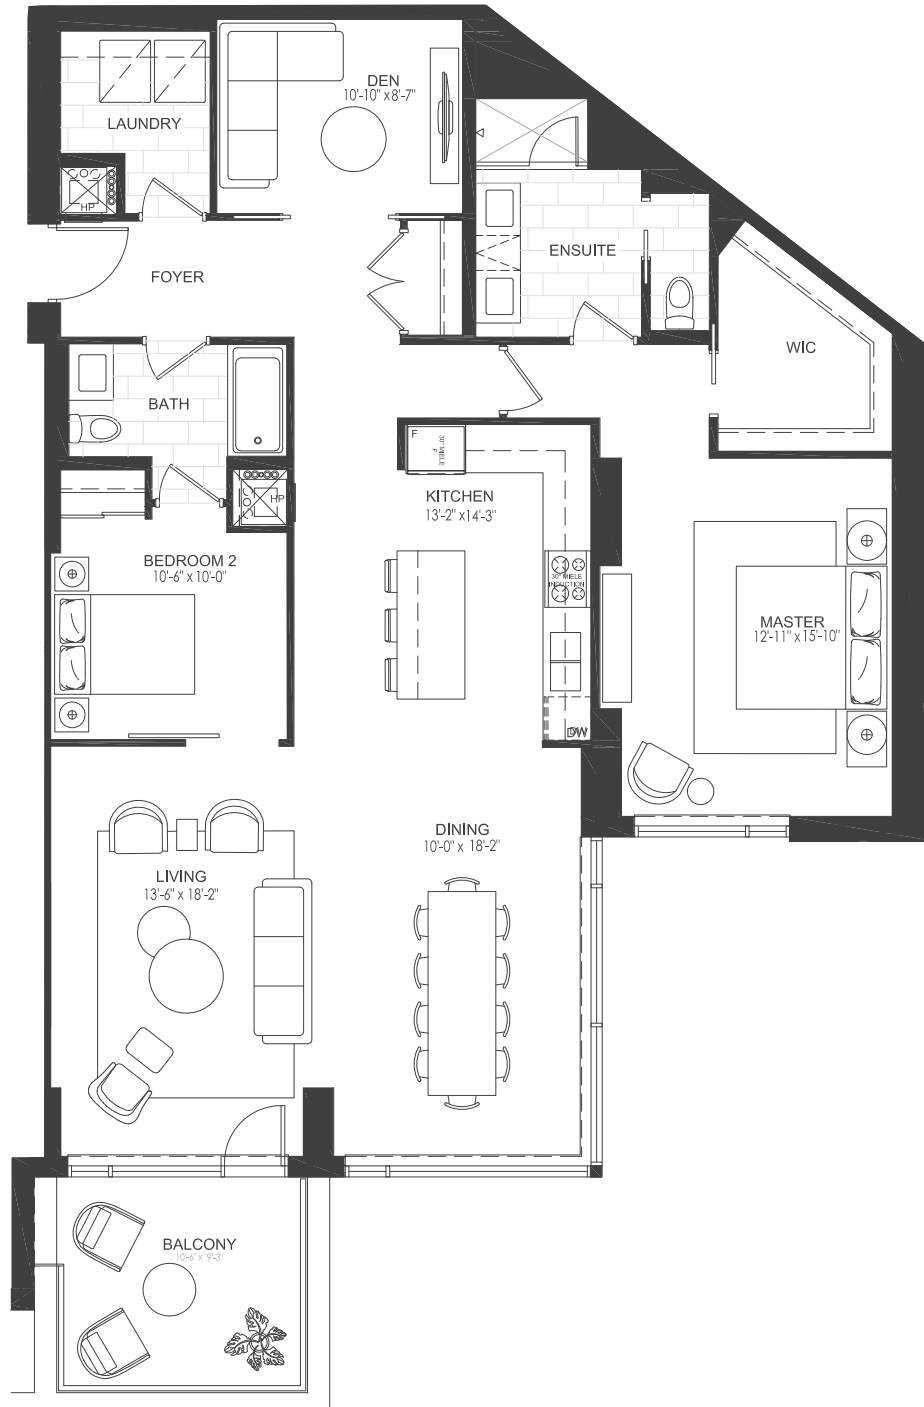 DEN
10'-10" x 8'-7"
LAUNDRY
HP
ENSUITE
FOYER
WIC
BATH
F
30" MIELE
F
KITCHEN
13'-2" x14'-3"
HP
BEDROOM 2
10'-6" x 10'-0"
30" MIELE
INDUCTION
MASTER
12'-11" x 15'-10"
DW
DINING
10'-0" x 18'-2"
LIVING
13'-6" x 18'-2"
BALCONY
10'-6" x 9'-3"